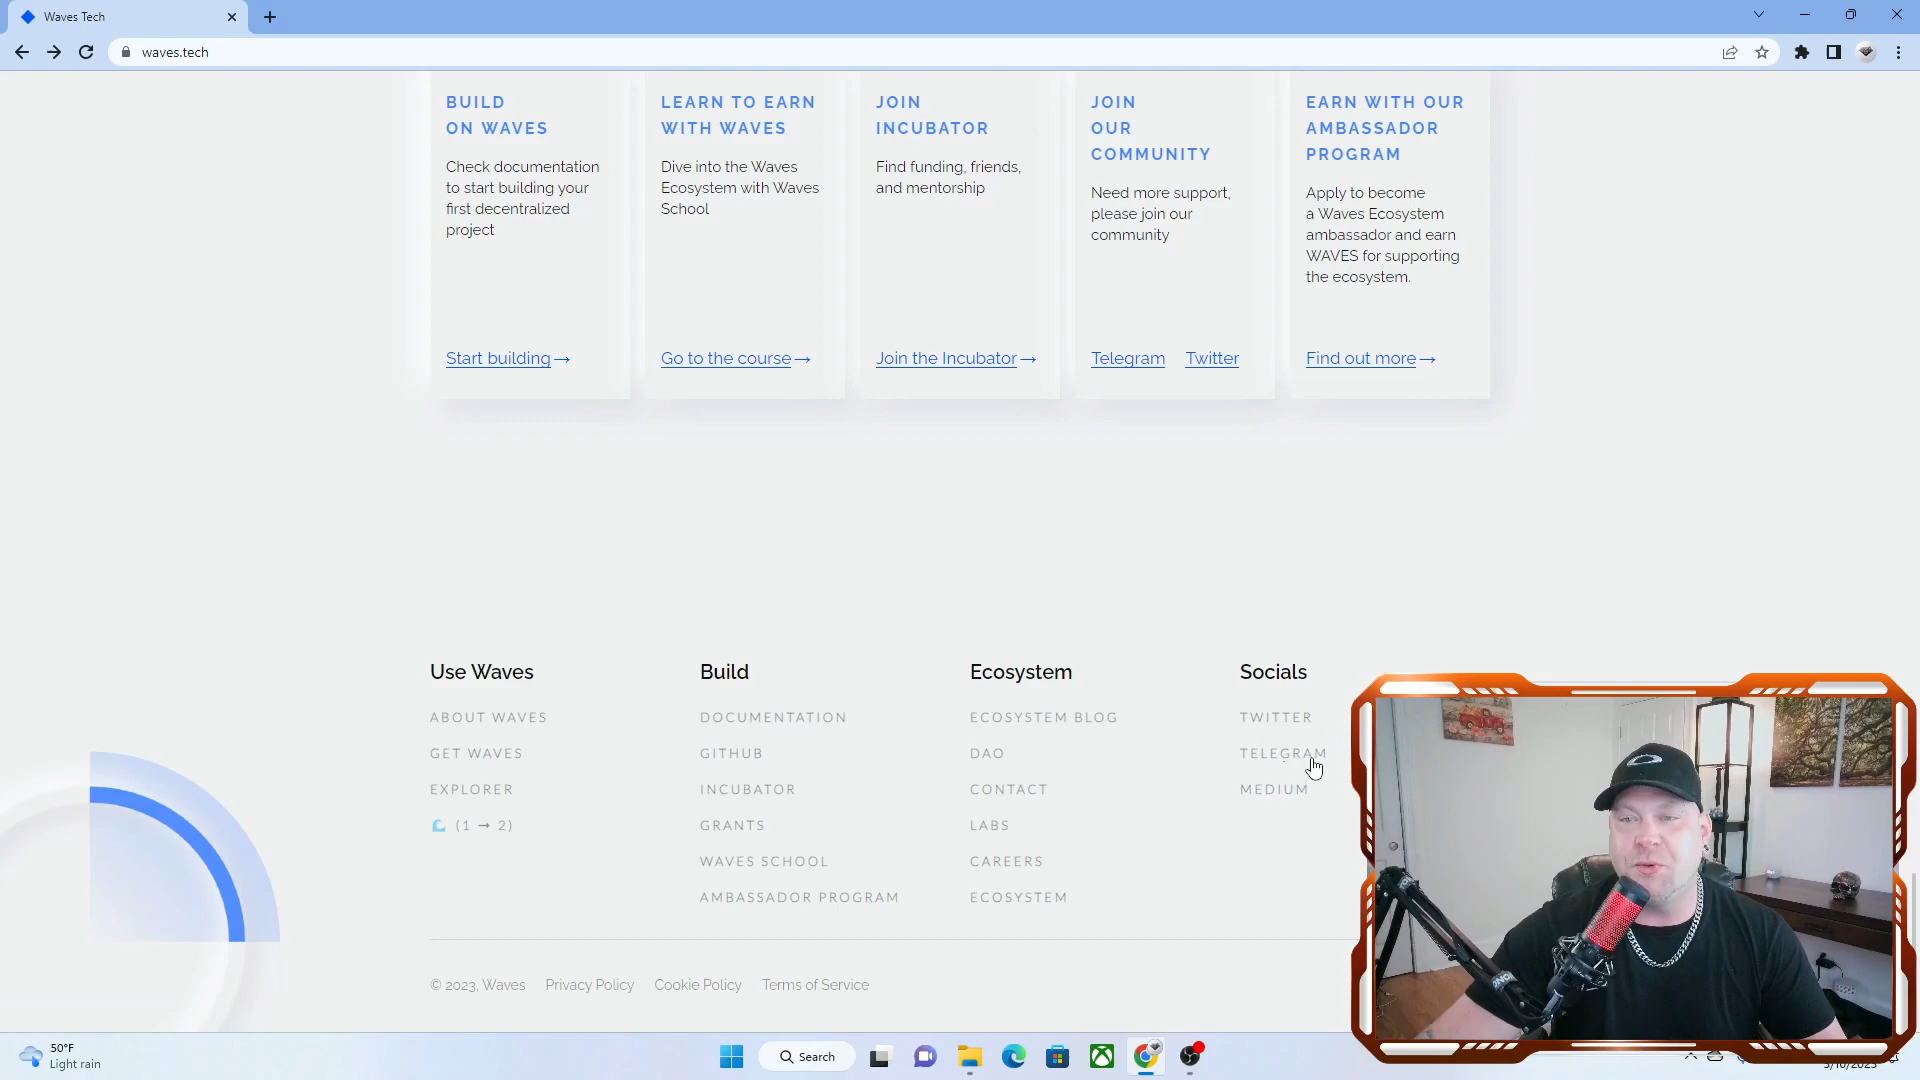 Waves Tech
waves.tech
BUILD
ON WAVES
Check documentation
to start building your
first decentralized
project
Start building →
LEARN TO EARN
WITH WAVES
Dive into the Waves
Ecosystem with Waves
School
Go to the course →
JOIN
INCUBATOR
Find funding, friends,
and mentorship
Join the Incubator →
JOIN
OUR
COMMUNITY
Need more support,
please join our
community
Telegram Twitter
EARN WITH OUR
AMBASSADOR
PROGRAM
Apply to become
a Waves Ecosystem
ambassador and earn
WAVES for supporting
the ecosystem.
Find out more →
Use Waves
ABOUT WAVES
GET WAVES
EXPLORER
🌊 (1 → 2)
Build
DOCUMENTATION
GITHUB
INCUBATOR
GRANTS
WAVES SCHOOL
AMBASSADOR PROGRAM
Ecosystem
ECOSYSTEM BLOG
DAO
CONTACT
LABS
CAREERS
ECOSYSTEM
Socials
TWITTER
TELEGRAM
MEDIUM
© 2023, Waves Privacy Policy Cookie Policy Terms of Service
50°F
Light rain
Search